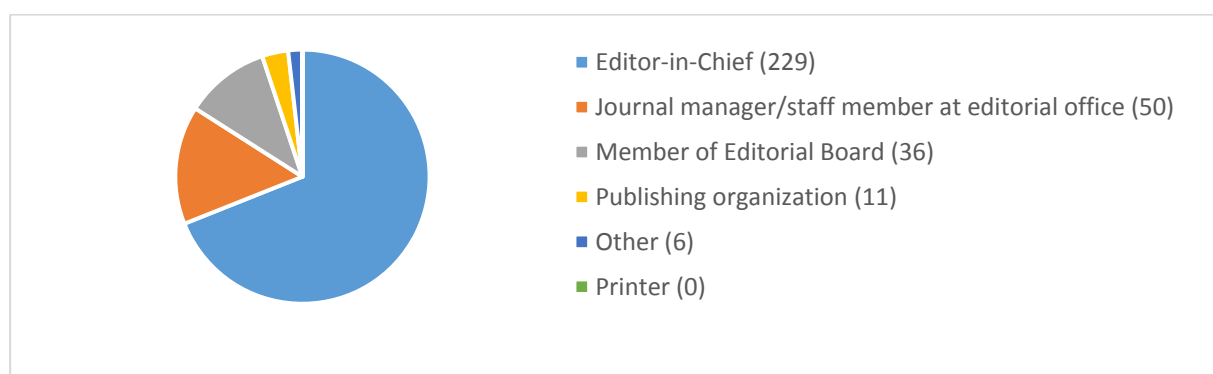 Editor-in-Chief (229)
Journal manager/staff member at editorial office (50)
Member of Editorial Board (36)
Publishing organization (11)
Other (6)
Printer (0)